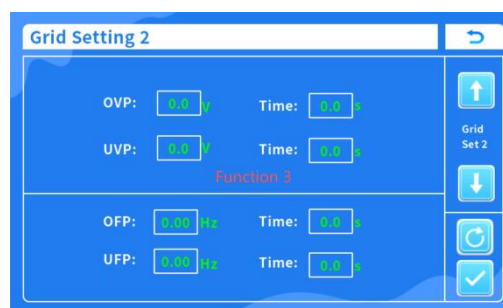 Grid Setting 2
OVP: 0.0 V Time: 0.0 s
UVP: 0.0 V Time: 0.0 s
Function 3
OFP: 0.00 Hz Time: 0.0 s
UFP: 0.00 Hz Time: 0.0 s
Grid
Set 2